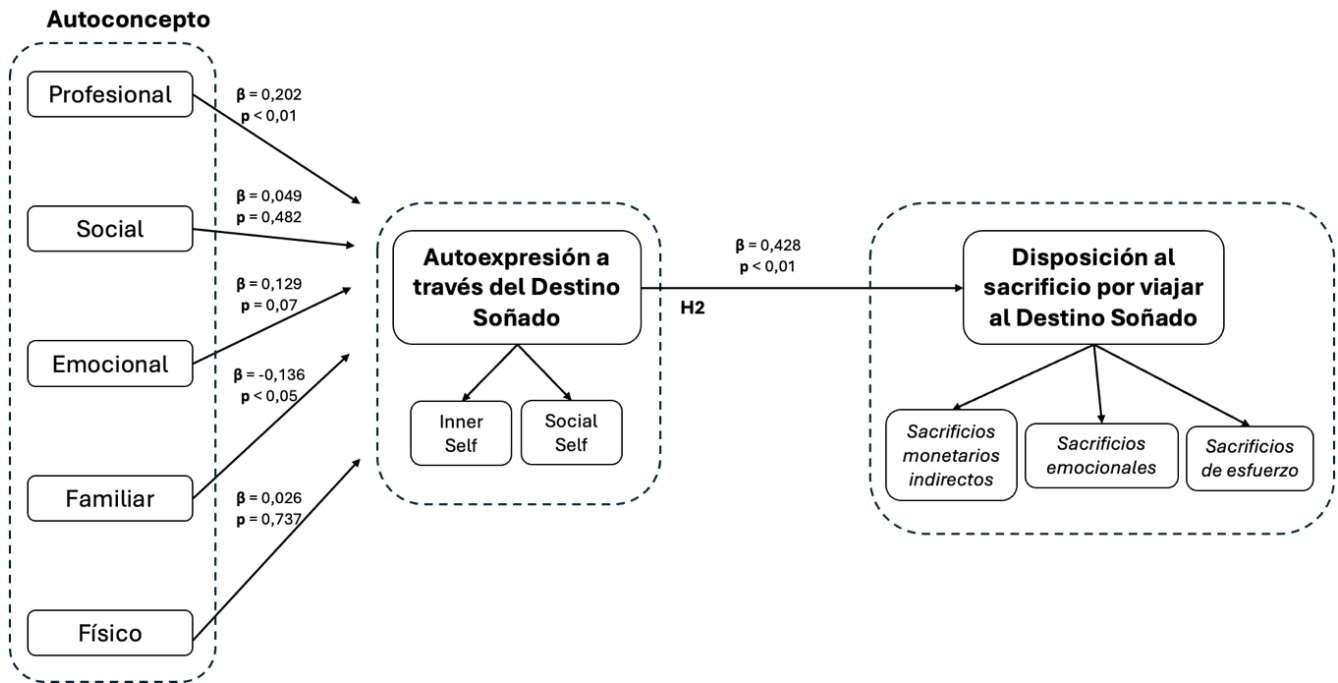 Autoconcepto
Profesional
β = 0,202
p < 0,01
Social
β = 0,049
p = 0,482
Emocional
β = 0,129
p = 0,07
Familiar
β = -0,136
p < 0,05
Físico
β = 0,026
p = 0,737
Autoexpresión a
través del Destino
Soñado
Inner
Self
Social
Self
β = 0,428
p < 0,01
H2
Disposición al
sacrificio por viajar
al Destino Soñado
Sacrificios
monetarios
indirectos
Sacrificios
emocionales
Sacrificios
de esfuerzo